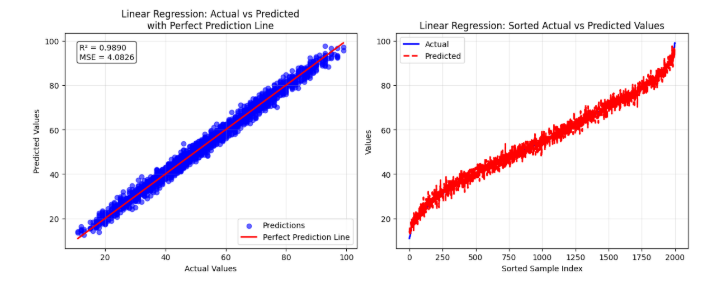 Linear Regression: Actual vs Predicted
with Perfect Prediction Line
R² = 0.9890
MSE = 4.0826
100
80
60
40
20
Predicted Values
20
40
60
80
100
Actual Values
Predictions
Perfect Prediction Line
Linear Regression: Sorted Actual vs Predicted Values
Actual
Predicted
100
80
60
40
20
Values
0
250
500
750
1000
1250
1500
1750
2000
Sorted Sample Index